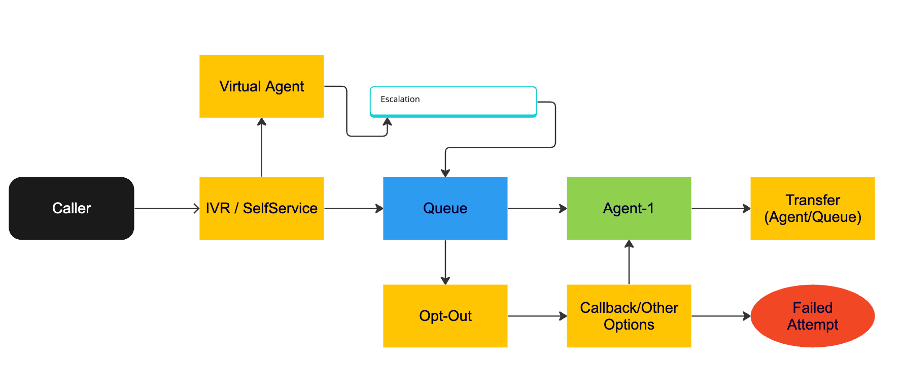 Virtual Agent
Escalation
Caller
IVR / SelfService
Queue
Agent-1
Transfer
(Agent/Queue)
Opt-Out
Callback/Other
Options
Failed
Attempt